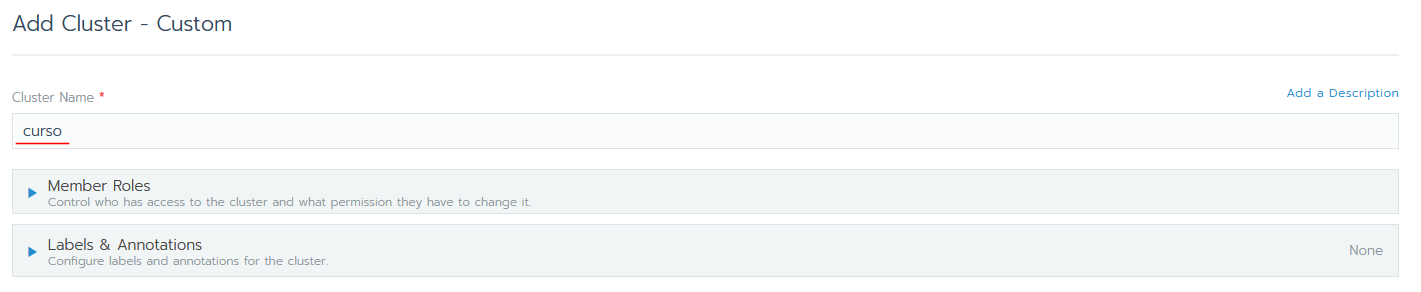 Add Cluster - Custom
Cluster Name *
Add a Description
curso
Member Roles
Control who has access to the cluster and what permission they have to change it.
Labels & Annotations
Configure labels and annotations for the cluster.
None